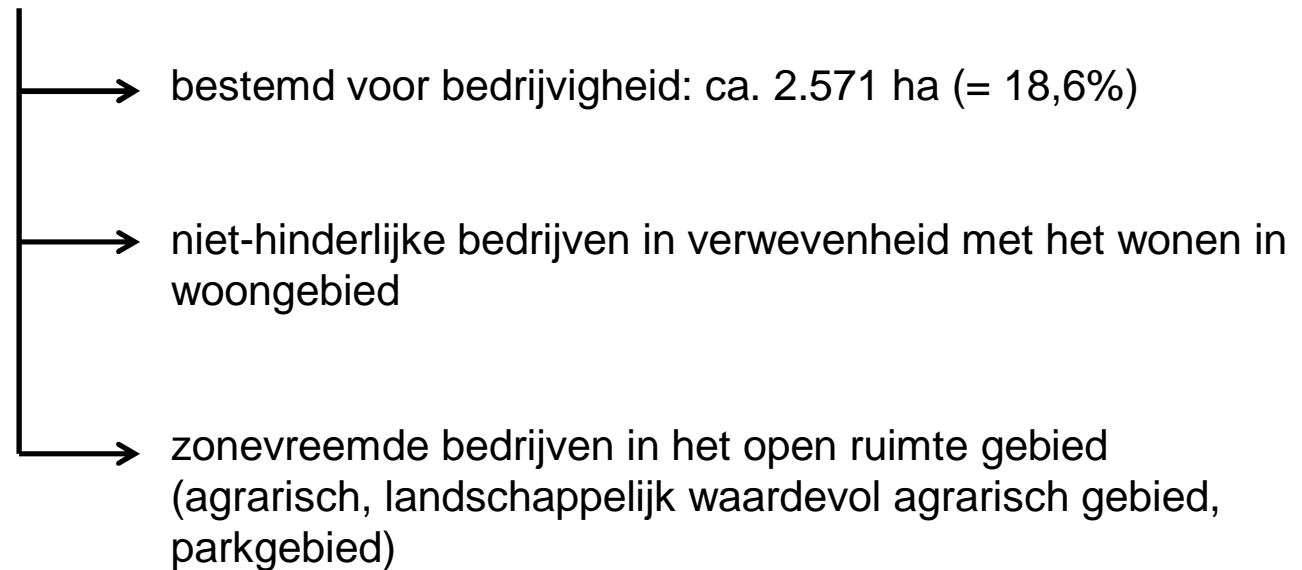 bestemd voor bedrijvigheid: ca. 2.571 ha (= 18,6%)
niet-hinderlijke bedrijven in verwevenheid met het wonen in
woongebied
zonevreemde bedrijven in het open ruimte gebied
(agrarisch, landschappelijk waardevol agrarisch gebied,
parkgebied)